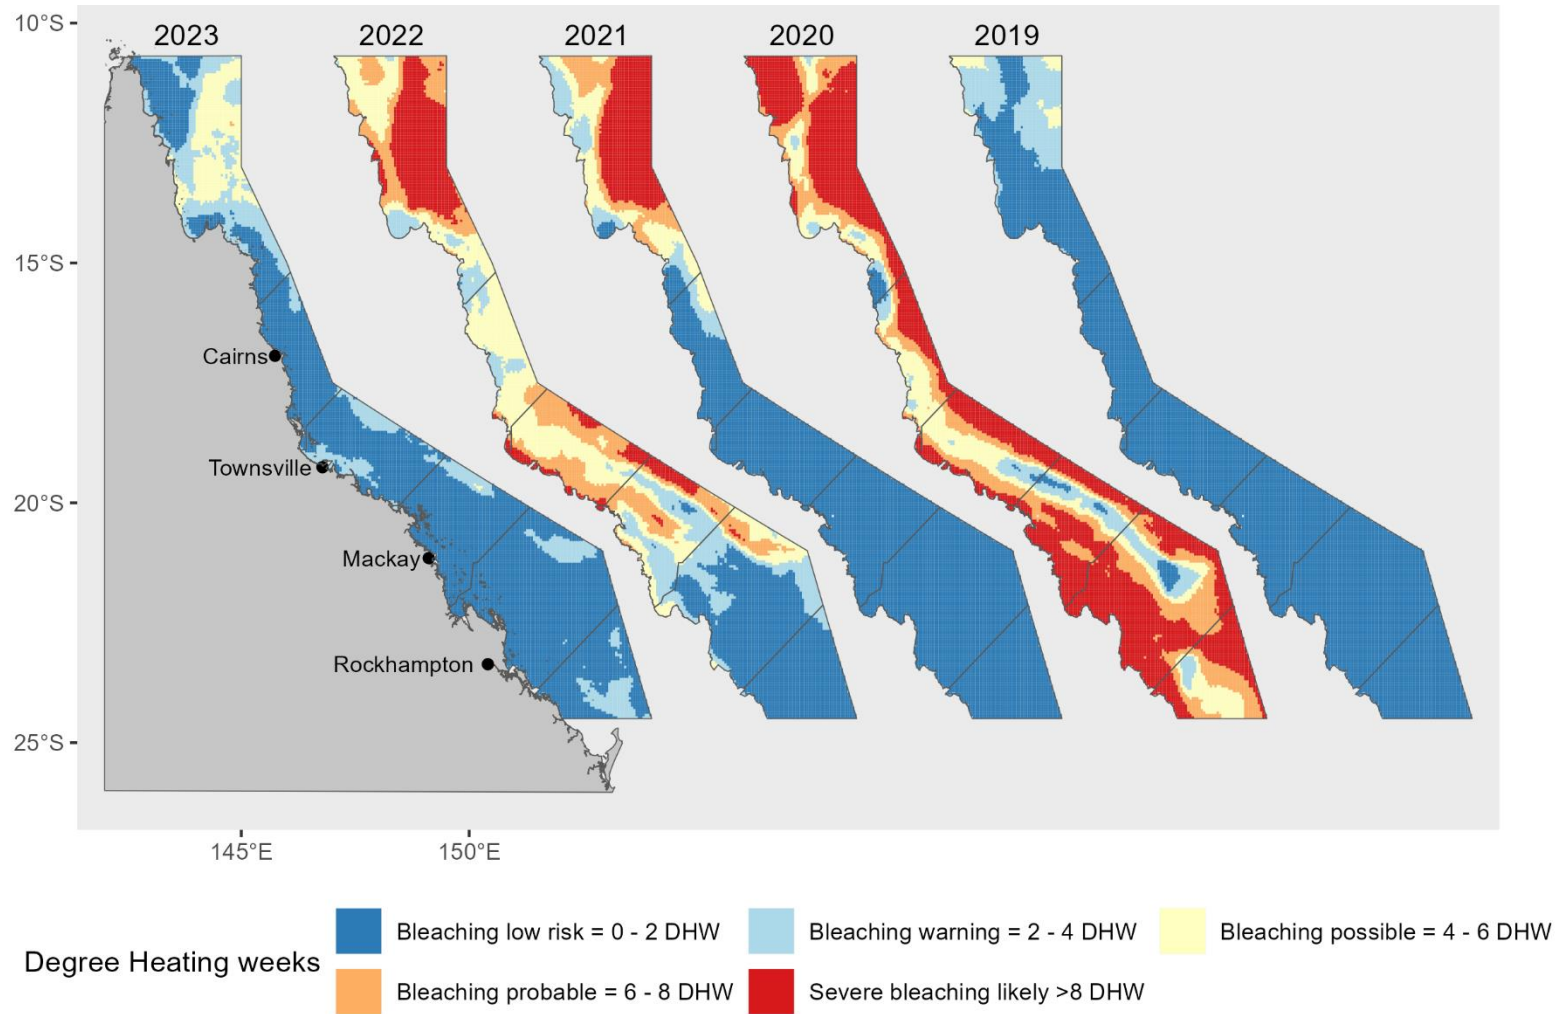 10°S
2023 2022 2021 2020 2019
15°S
Cairns
Townsville
20°S
Mackay
Rockhampton
25°S
145°E 150°E
Degree Heating weeks
Bleaching low risk = 0 - 2 DHW
Bleaching warning = 2 - 4 DHW
Bleaching possible = 4 - 6 DHW
Bleaching probable = 6 - 8 DHW
Severe bleaching likely >8 DHW